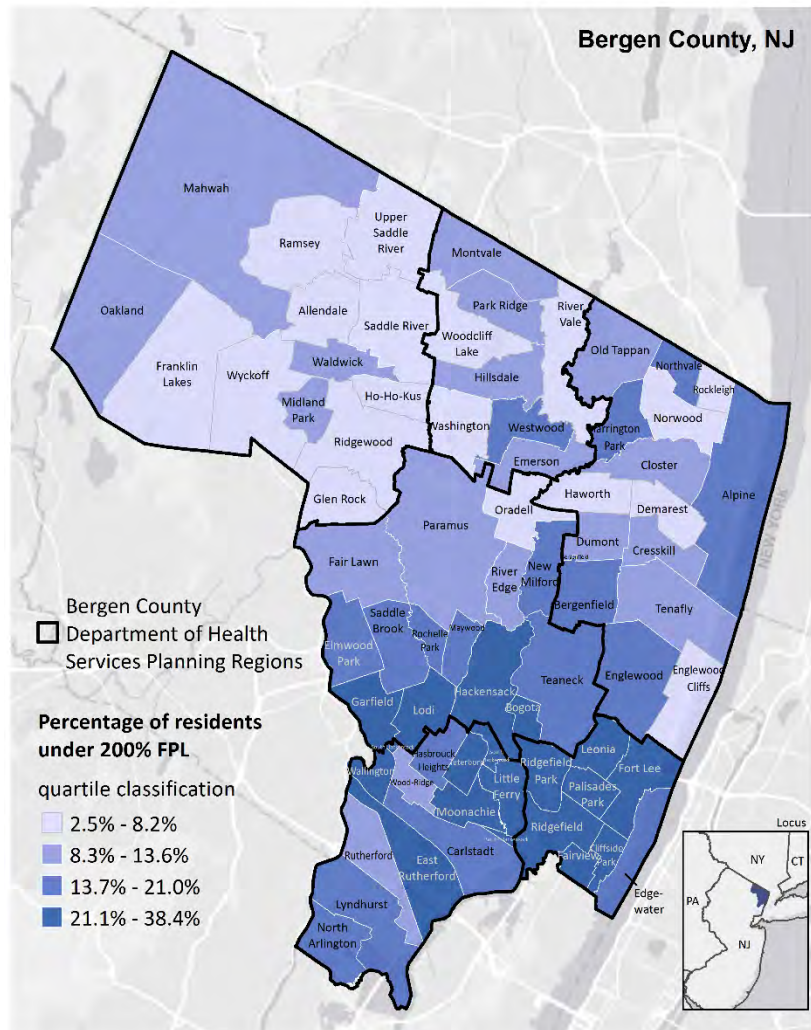 Bergen County, NJ
Mahwah
Upper
Saddle
River
Ramsey
Montvale
Oakland
Allendale
Saddle River
Park Ridge
River
Vale
Woodcliff
Lake
Old Tappan
Northvale
Rockleigh
Franklin
Lakes
Wyckoff
Waldwick
Hillsdale
Midland
Park
Ho-Ho-Kus
Norwood
Washington
Westwood
Harrington
Park
Ridgewood
Emerson
Closter
Glen Rock
Oradell
Haworth
Alpine
Demarest
Paramus
Dumont
Cresskill
NEW YORK
Fair Lawn
River
Edge
New
Milford
Bergenfield
Tenafly
Saddle
Brook
Maywood
Rochelle
Park
Elmwood
Park
Teaneck
Englewood
Englewood
Cliffs
Hackensack
Garfield
Lodi
Bogota
Leonia
Hasbrouck
Heights
Ridgefield
Park
Fort Lee
Wallington
Wood-Ridge
Little
Ferry
Palisades
Park
Moonachie
Ridgefield
Cliffside
Park
Rutherford
East
Rutherford
Carlstadt
Fairview
Edge-
water
Lyndhurst
North
Arlington
Bergen County
Department of Health
Services Planning Regions
Percentage of residents
under 200% FPL
quartile classification
2.5% - 8.2%
8.3% - 13.6%
13.7% - 21.0%
21.1% - 38.4%
Locus
NY
CT
PA
NJ